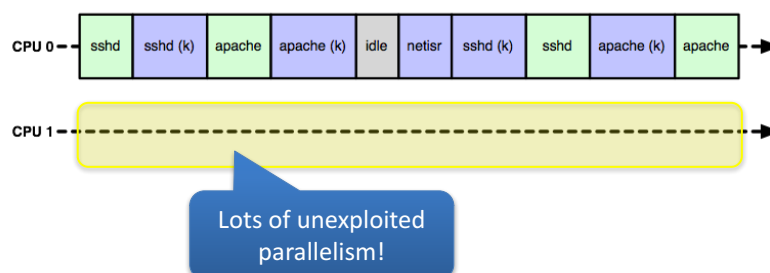 CPU 0 sshd sshd (k) apache apache (k) idle netisr sshd (k) sshd apache (k) apache
CPU 1
Lots of unexploited
parallelism!